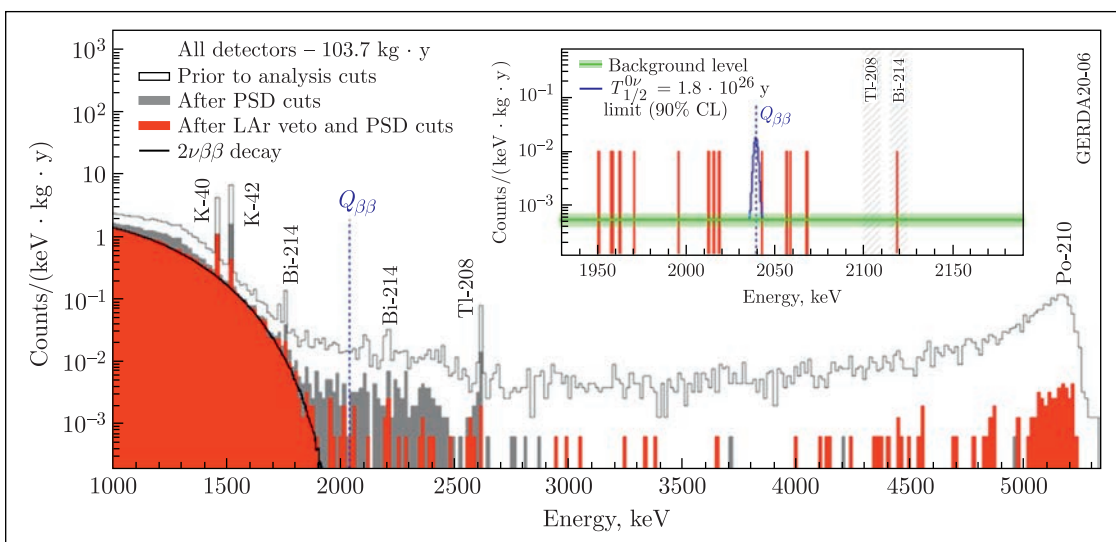 All detectors – 103.7 kg · y
Prior to analysis cuts
After PSD cuts
After LAr veto and PSD cuts
2νββ decay
Counts/(keV · kg · y)
10³
10²
10
1
10⁻¹
10⁻²
10⁻³
K-40
K-42
Bi-214
Q_ββ
Bi-214
Tl-208
Po-210
1000 1500 2000 2500 3000 3500 4000 4500 5000
Energy, keV
Background level
T₁/₂⁰ᵛ = 1.8 · 10²⁶ y
limit (90% CL)
Q_ββ
Tl-208
Bi-214
Counts/(keV · kg · y)
10⁻¹
10⁻²
10⁻³
1950 2000 2050 2100 2150
Energy, keV
GERDA20-06